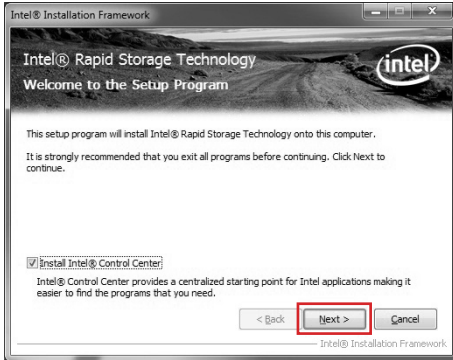 Intel® Installation Framework
Intel® Rapid Storage Technology
Welcome to the Setup Program
intel®
This setup program will install Intel® Rapid Storage Technology onto this computer.
It is strongly recommended that you exit all programs before continuing. Click Next to
continue.
Install Intel® Control Center
Intel® Control Center provides a centralized starting point for Intel applications making it
easier to find the programs that you need.
< Back Next > Cancel
Intel® Installation Framework